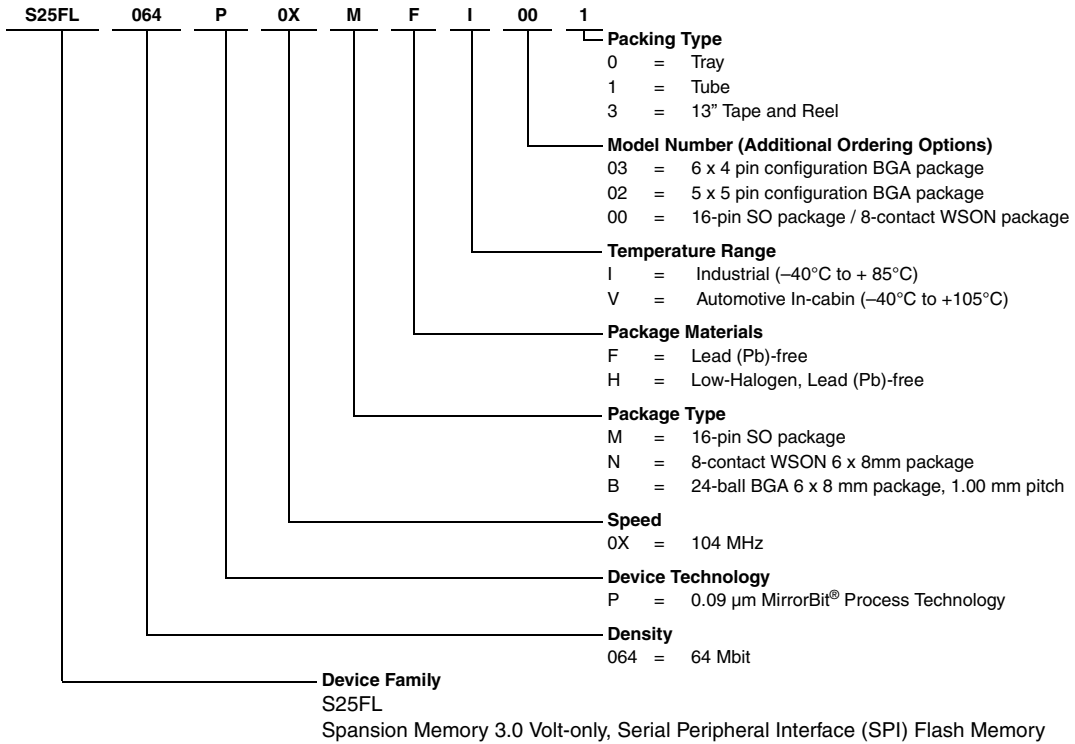 S25FL 064 P 0X M F I 00 1
Packing Type
0 = Tray
1 = Tube
3 = 13” Tape and Reel
Model Number (Additional Ordering Options)
03 = 6 x 4 pin configuration BGA package
02 = 5 x 5 pin configuration BGA package
00 = 16-pin SO package / 8-contact WSON package
Temperature Range
I = Industrial (–40°C to + 85°C)
V = Automotive In-cabin (–40°C to +105°C)
Package Materials
F = Lead (Pb)-free
H = Low-Halogen, Lead (Pb)-free
Package Type
M = 16-pin SO package
N = 8-contact WSON 6 x 8mm package
B = 24-ball BGA 6 x 8 mm package, 1.00 mm pitch
Speed
0X = 104 MHz
Device Technology
P = 0.09 µm MirrorBit® Process Technology
Density
064 = 64 Mbit
Device Family
S25FL
Spansion Memory 3.0 Volt-only, Serial Peripheral Interface (SPI) Flash Memory